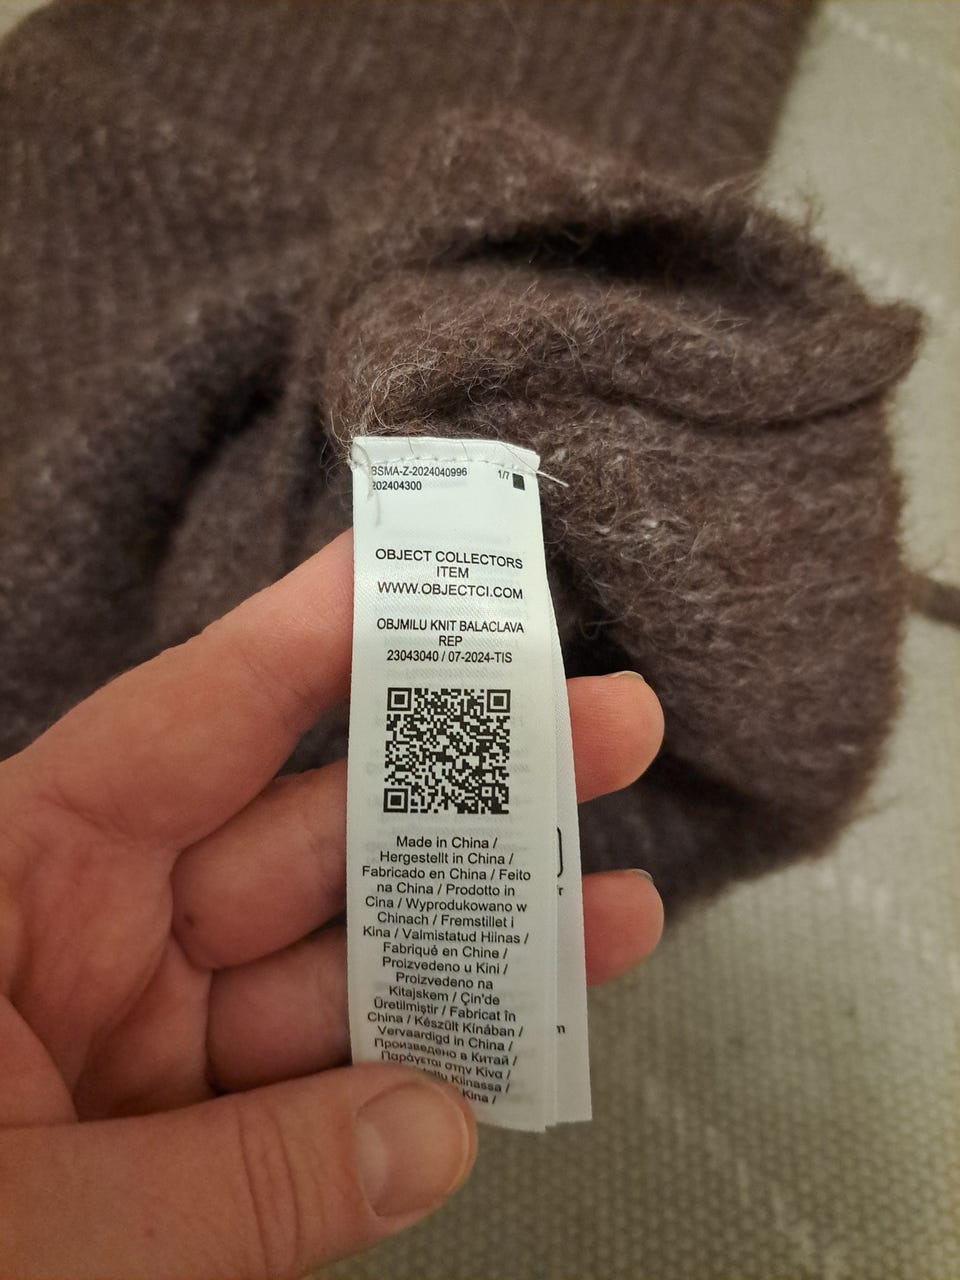 BSMA-Z-2024040996 1/7
202404300
OBJECT COLLECTORS
ITEM
WWW.OBJECTCI.COM
OBJMILU KNIT BALACLAVA
REP
23043040 / 07-2024-TIS
Made in China /
Hergestellt in China /
Fabricado en China / Feito
na China / Prodotto in
Cina / Wyprodukowano w
Chinach / Fremstillet i
Kina / Valmistatud Hiinas /
Fabriqué en Chine /
Proizvedeno u Kini /
Proizvedeno na
Kitajskem / Çin'de
Üretilmiştir / Fabricat în
China / Készült Kínában /
Vervaardigd in China /
Произведено в Китай /
Παράγεται στην Κίνα /
Kiinassa /
Kina /